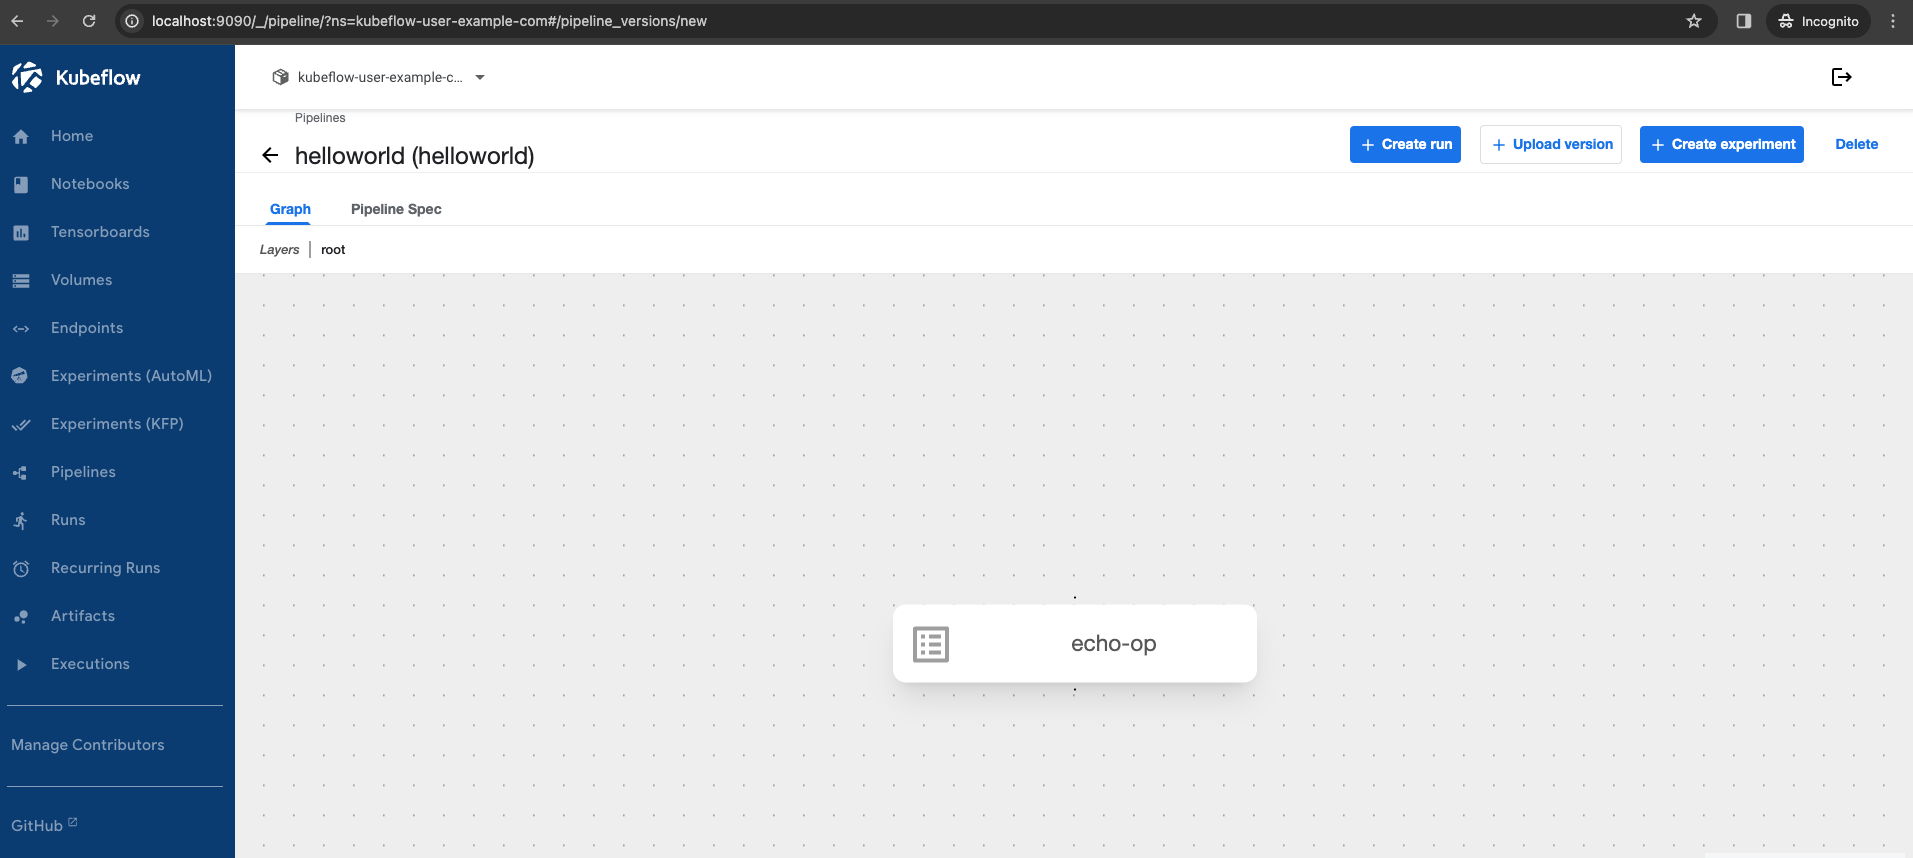 localhost:9090/_/pipeline/?ns=kubeflow-user-example-com#/pipeline_versions/new
Incognito
Kubeflow
kubeflow-user-example-c...
Home
Notebooks
Tensorboards
Volumes
Endpoints
Experiments (AutoML)
Experiments (KFP)
Pipelines
Runs
Recurring Runs
Artifacts
Executions
Manage Contributors
GitHub
Pipelines
helloworld (helloworld)
+ Create run
+ Upload version
+ Create experiment
Delete
Graph
Pipeline Spec
Layers | root
echo-op